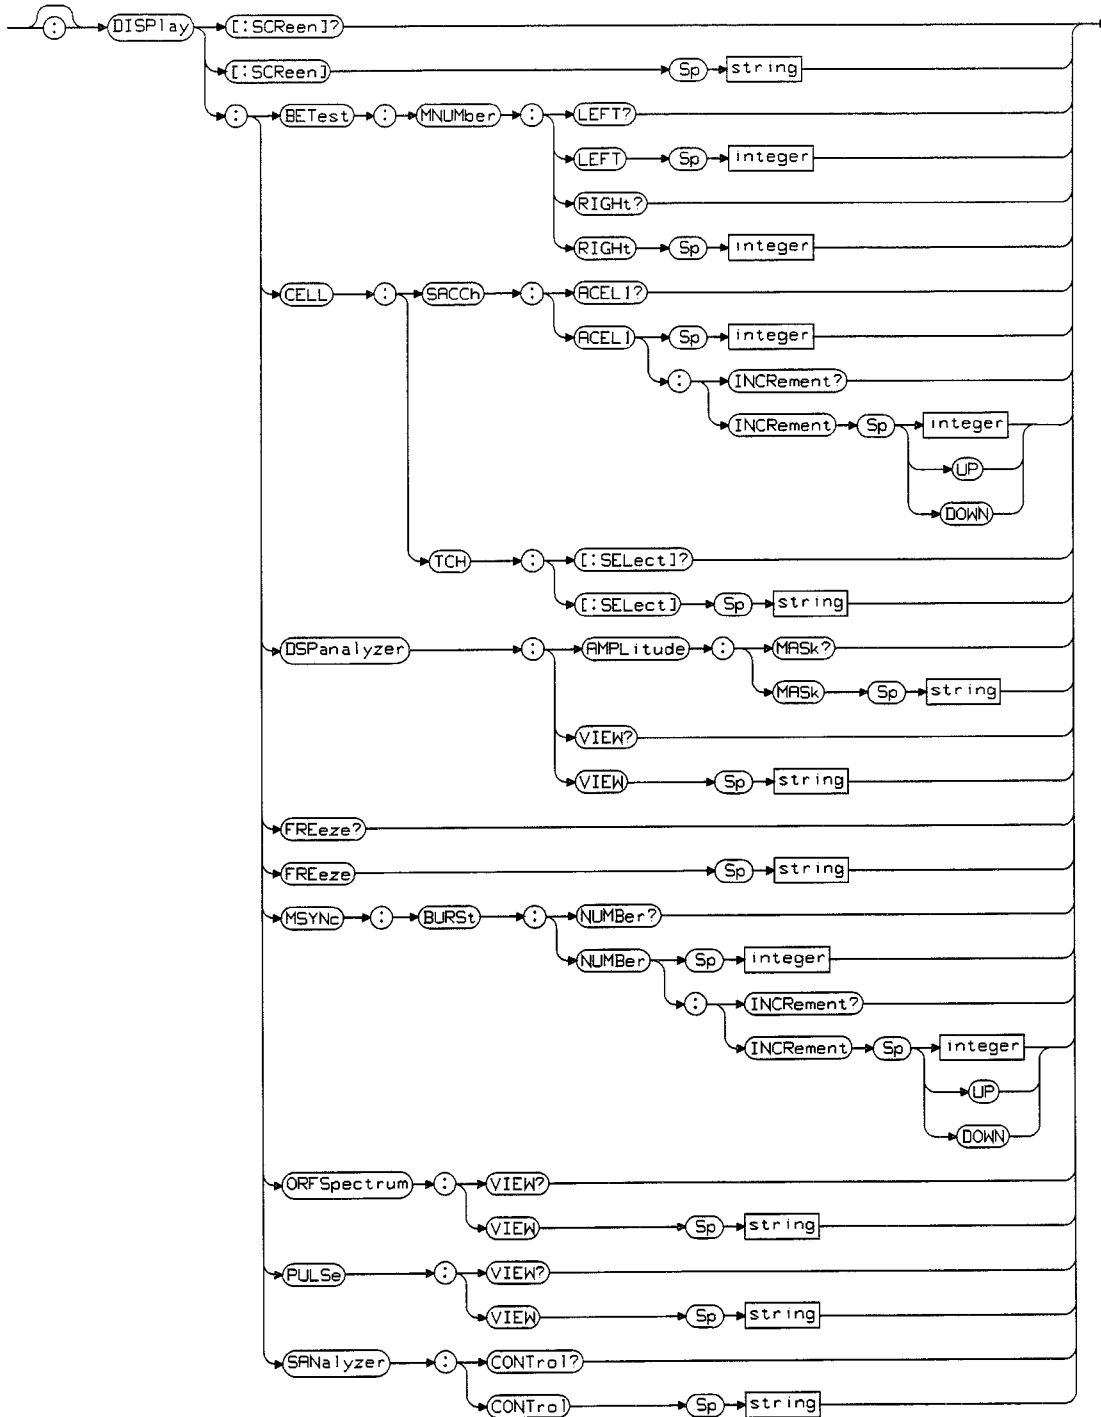 : DISPlay [:SCReen]?
[:SCReen] Sp string
: BETest : MNUMber : LEFT?
LEFT Sp integer
RIGHt?
RIGHt Sp integer
CELL : SACCh : ACEL1?
ACEL1 Sp integer
: INCRement?
INCRement Sp integer
UP
DOWN
TCH : [:SELect]?
[:SELect] Sp string
DSPanalyzer : AMPLitude : MASk?
MASk Sp string
VIEW?
VIEW Sp string
FREeze?
FREeze Sp string
MSYNc : BURSt : NUMBer?
NUMBer Sp integer
: INCRement?
INCRement Sp integer
UP
DOWN
ORFSpectrum : VIEW?
VIEW Sp string
PULSe : VIEW?
VIEW Sp string
SANalyzer : CONTrol?
CONTrol Sp string